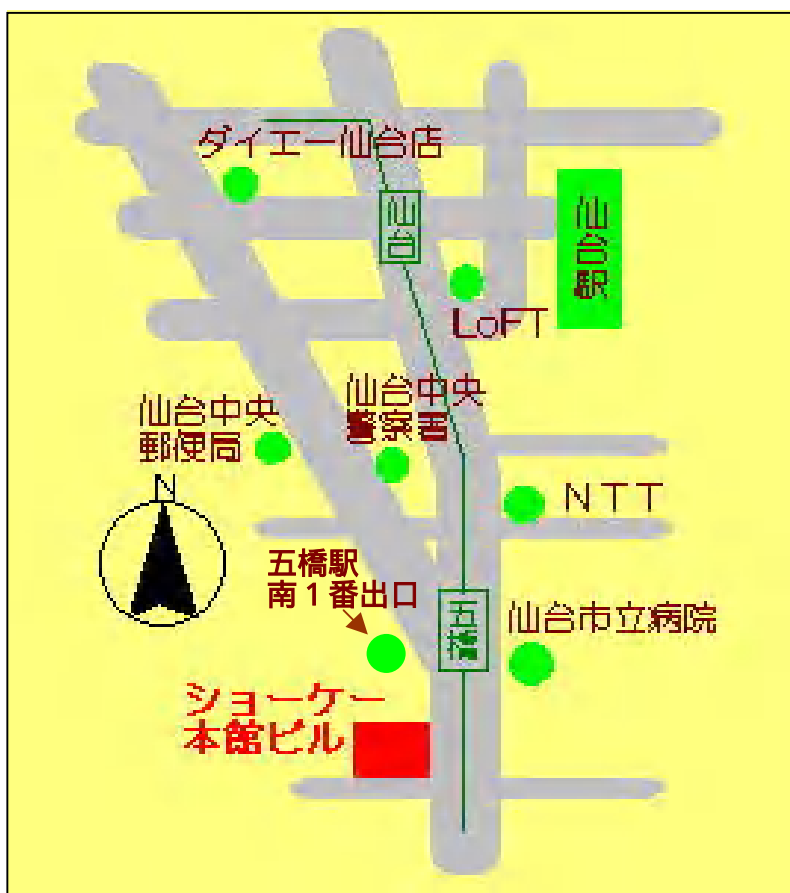 ダイエー仙台店
仙台
仙台駅
LoFT
仙台中央
警察署
仙台中央
郵便局
N
NTT
五橋駅
南1番出口
五橋
仙台市立病院
ショーケー
本館ビル